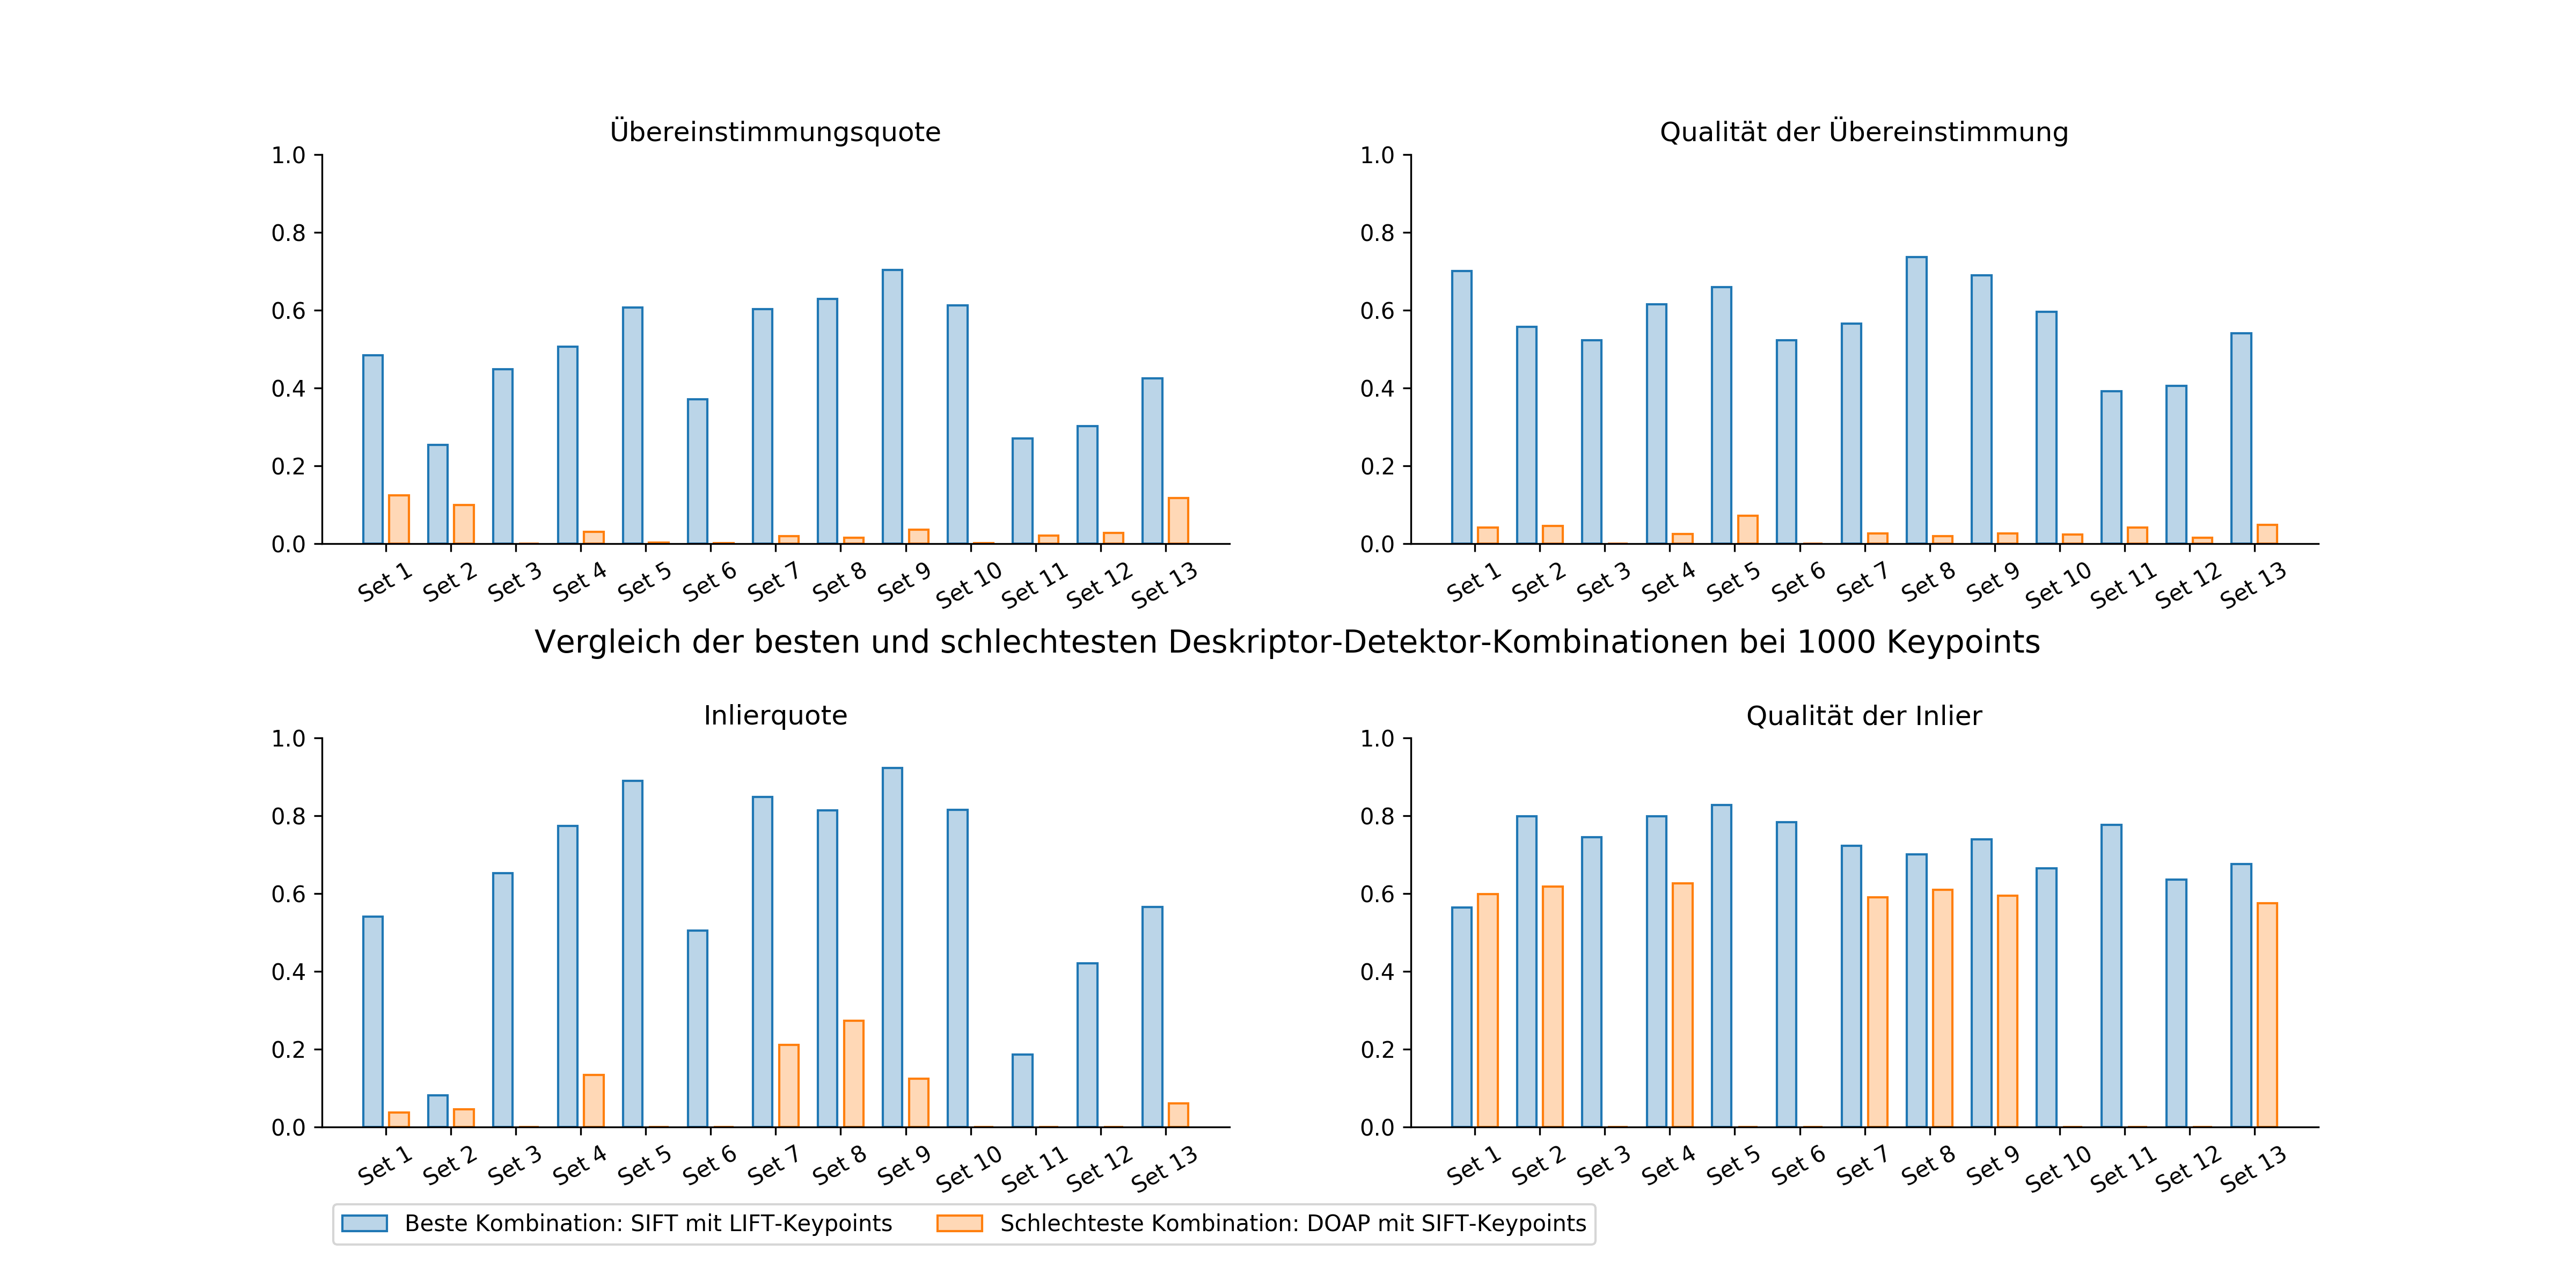 Übereinstimmungsquote
1.0
0.8
0.6
0.4
0.2
0.0
Set 1 Set 2 Set 3 Set 4 Set 5 Set 6 Set 7 Set 8 Set 9 Set 10 Set 11 Set 12 Set 13
Qualität der Übereinstimmung
1.0
0.8
0.6
0.4
0.2
0.0
Set 1 Set 2 Set 3 Set 4 Set 5 Set 6 Set 7 Set 8 Set 9 Set 10 Set 11 Set 12 Set 13
Vergleich der besten und schlechtesten Deskriptor-Detektor-Kombinationen bei 1000 Keypoints
Inlierquote
1.0
0.8
0.6
0.4
0.2
0.0
Set 1 Set 2 Set 3 Set 4 Set 5 Set 6 Set 7 Set 8 Set 9 Set 10 Set 11 Set 12 Set 13
Qualität der Inlier
1.0
0.8
0.6
0.4
0.2
0.0
Set 1 Set 2 Set 3 Set 4 Set 5 Set 6 Set 7 Set 8 Set 9 Set 10 Set 11 Set 12 Set 13
Beste Kombination: SIFT mit LIFT-Keypoints Schlechteste Kombination: DOAP mit SIFT-Keypoints